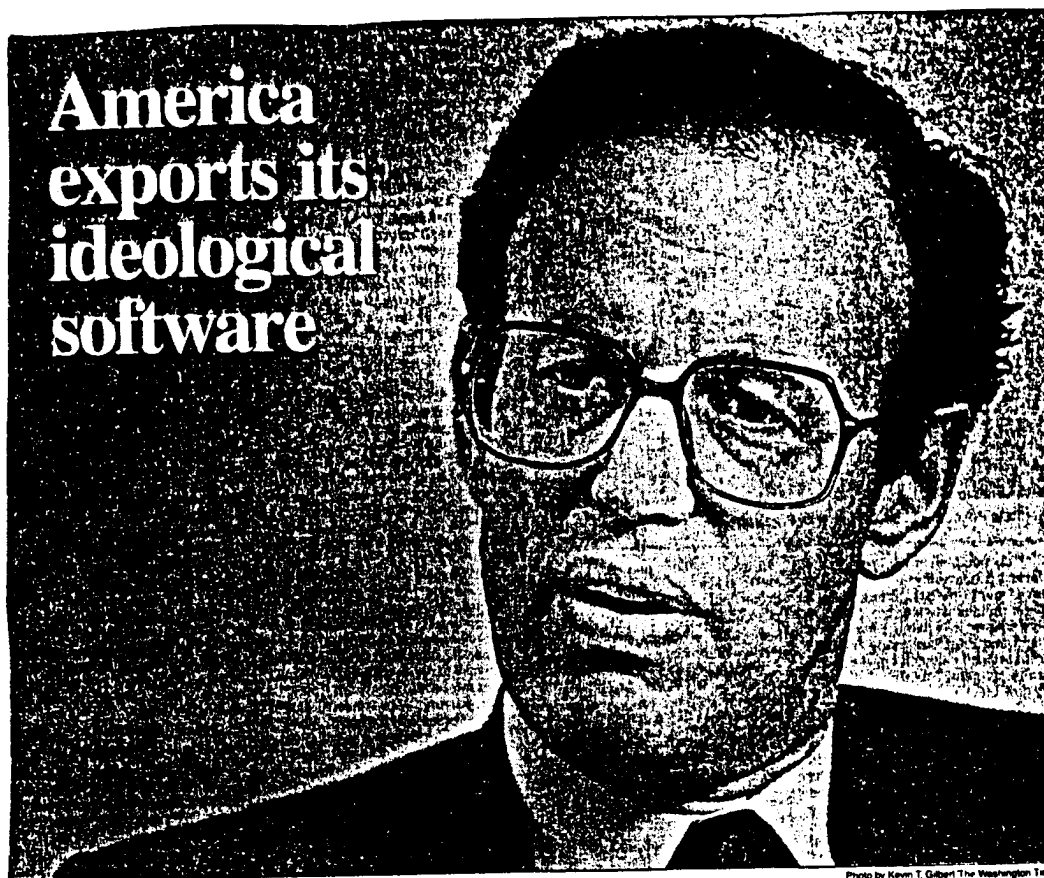 America
exports its
ideological
software
Photo by Kevin T. Gilbert The Washington